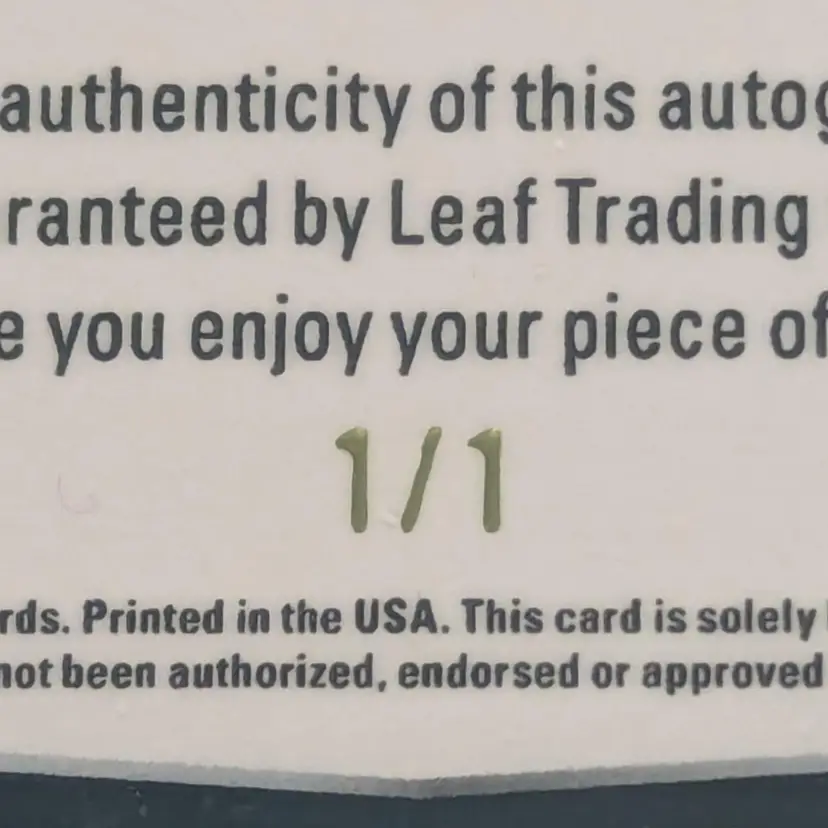 authenticity of this autog
ranteed by Leaf Trading
e you enjoy your piece of
1/1
rds. Printed in the USA. This card is solely
not been authorized, endorsed or approved